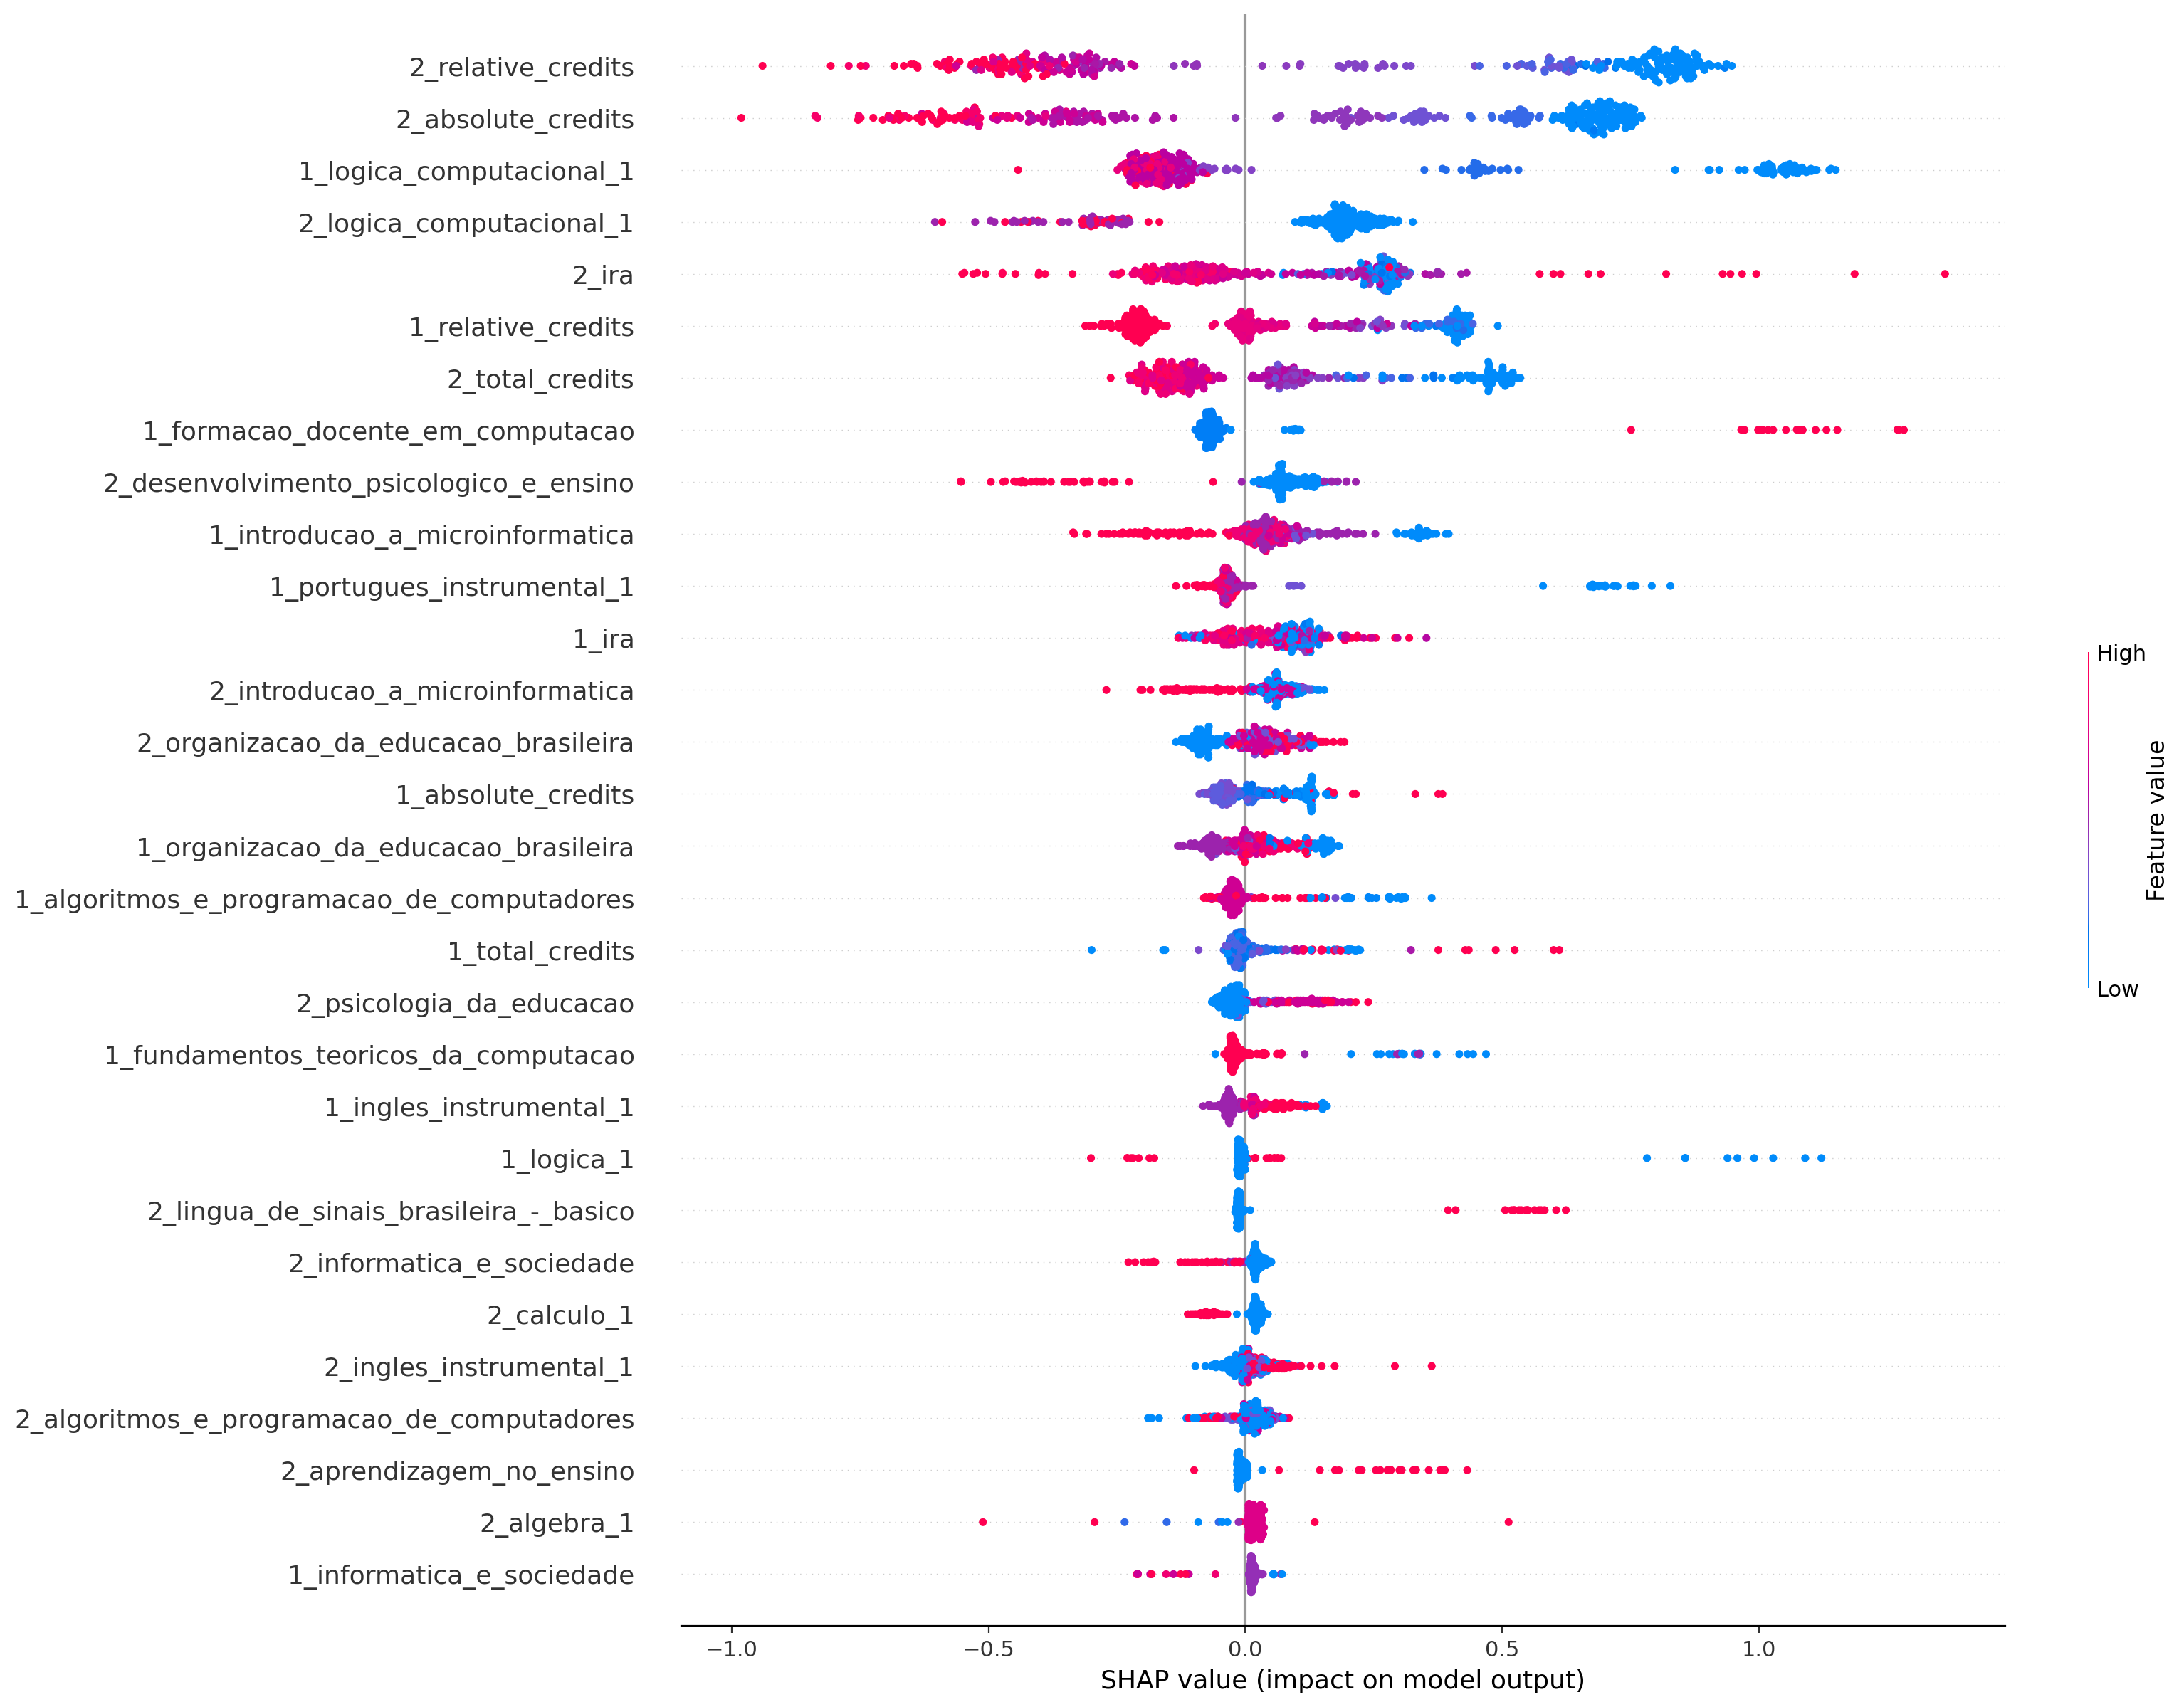 2_relative_credits
2_absolute_credits
1_logica_computacional_1
2_logica_computacional_1
2_ira
1_relative_credits
2_total_credits
1_formacao_docente_em_computacao
2_desenvolvimento_psicologico_e_ensino
1_introducao_a_microinformatica
1_portugues_instrumental_1
1_ira
2_introducao_a_microinformatica
2_organizacao_da_educacao_brasileira
1_absolute_credits
1_organizacao_da_educacao_brasileira
1_algoritmos_e_programacao_de_computadores
1_total_credits
2_psicologia_da_educacao
1_fundamentos_teoricos_da_computacao
1_ingles_instrumental_1
1_logica_1
2_lingua_de_sinais_brasileira_-_basico
2_informatica_e_sociedade
2_calculo_1
2_ingles_instrumental_1
2_algoritmos_e_programacao_de_computadores
2_aprendizagem_no_ensino
2_algebra_1
1_informatica_e_sociedade
−1.0 −0.5 0.0 0.5 1.0
SHAP value (impact on model output)
High
Feature value
Low